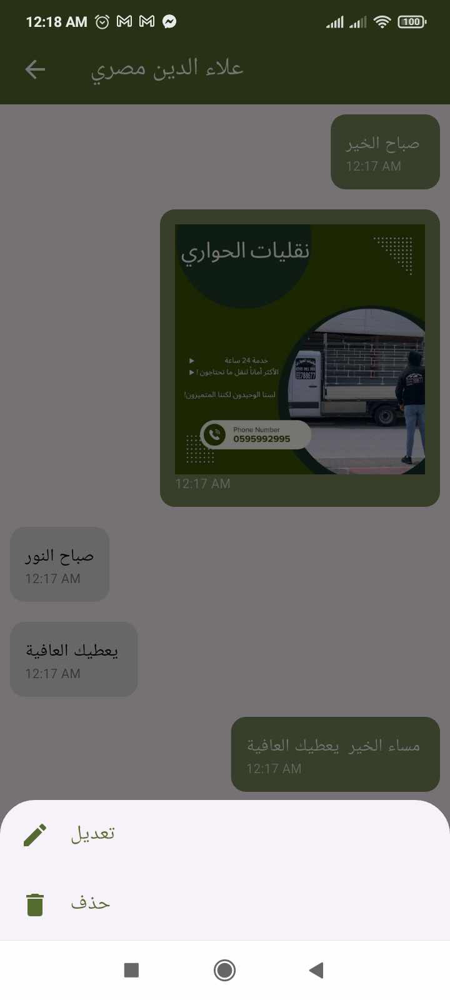 12:18 AM
100
علاء الدين مصري
صباح الخير
12:17 AM
نقليات الحواري
خدمة 24 ساعة
الأكثر أماناً لنقل ما تحتاجون !
لسنا الوحيدون لكننا المتميزون!
788677
Phone Number
0595992995
12:17 AM
صباح النور
12:17 AM
يعطيك العافية
12:17 AM
مساء الخير يعطيك العافية
12:17 AM
تعديل
حذف